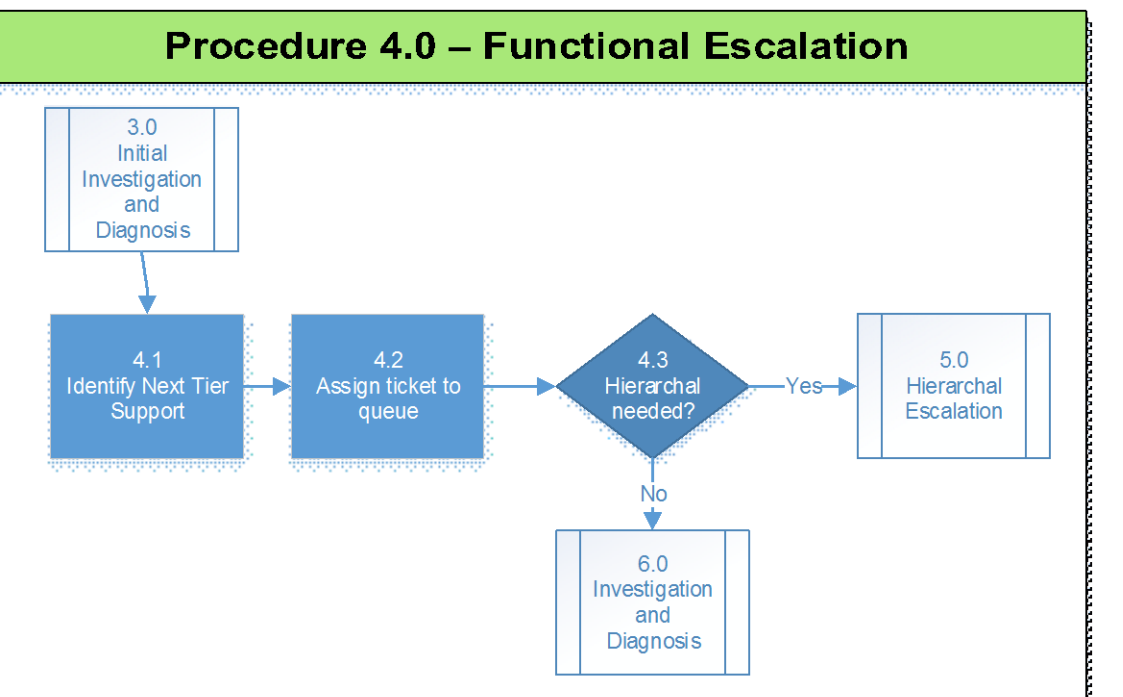 Procedure 4.0 – Functional Escalation
3.0
Initial
Investigation
and
Diagnosis
4.1
Identify Next Tier
Support
4.2
Assign ticket to
queue
4.3
Hierarchal
needed?
Yes
5.0
Hierarchal
Escalation
No
6.0
Investigation
and
Diagnosis